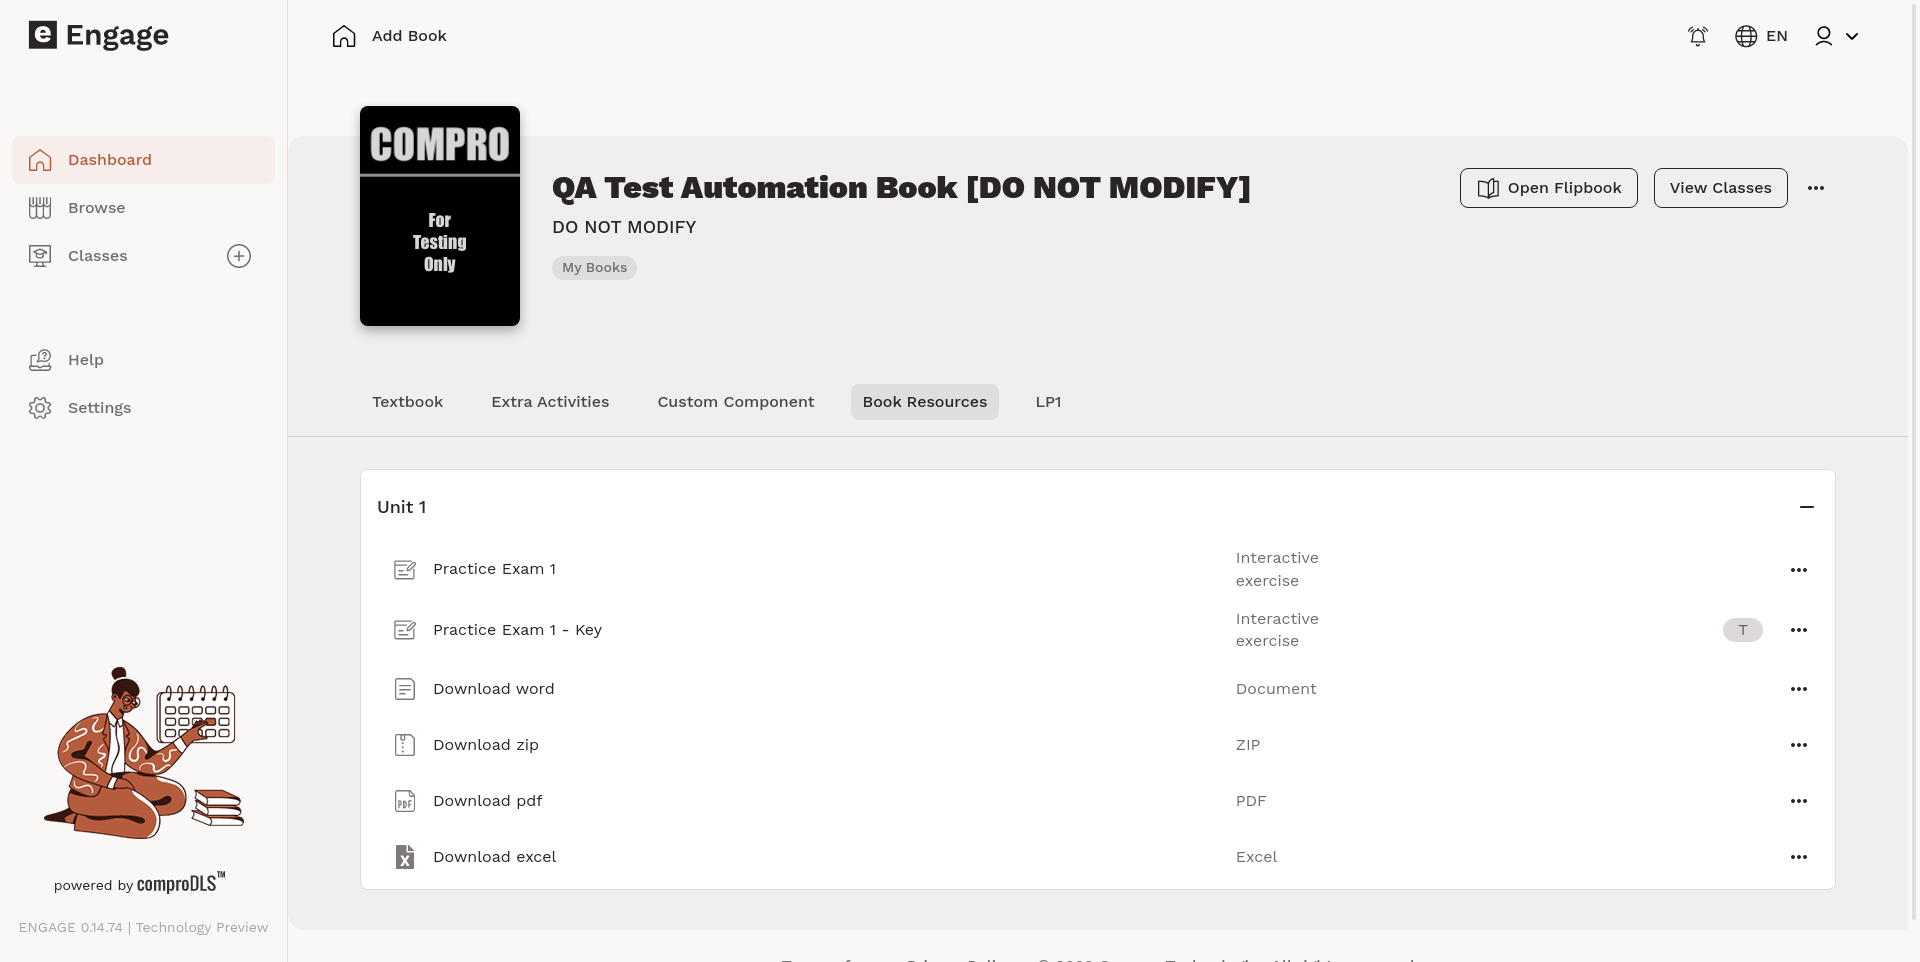 e Engage
Add Book
EN
Dashboard
Browse
Classes
Help
Settings
powered by comproDLS™
ENGAGE 0.14.74 | Technology Preview
COMPRO
For
Testing
Only
QA Test Automation Book [DO NOT MODIFY]
DO NOT MODIFY
My Books
Open Flipbook
View Classes
Textbook Extra Activities Custom Component Book Resources LP1
Unit 1
Practice Exam 1
Interactive
exercise
Practice Exam 1 - Key
Interactive
exercise
T
Download word Document
Download zip ZIP
PDF Download pdf PDF
X Download excel Excel